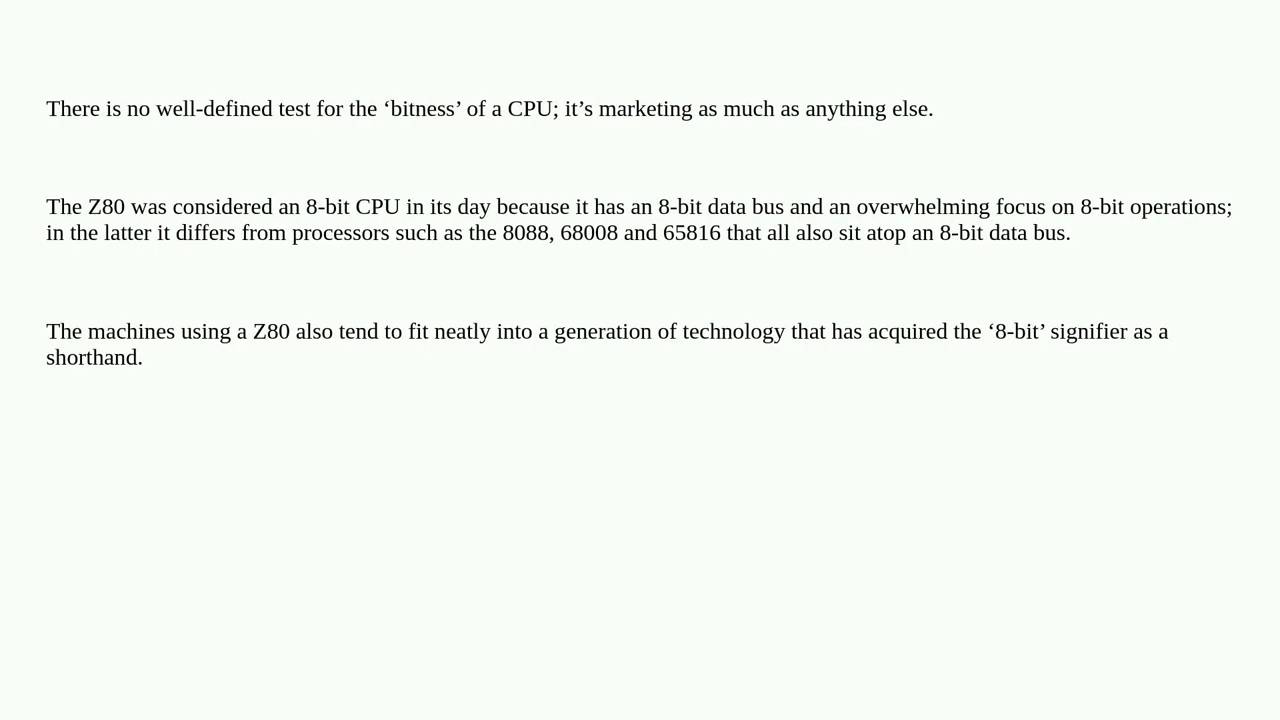 There is no well-defined test for the ‘bitness’ of a CPU; it’s marketing as much as anything else.
The Z80 was considered an 8-bit CPU in its day because it has an 8-bit data bus and an overwhelming focus on 8-bit operations;
in the latter it differs from processors such as the 8088, 68008 and 65816 that all also sit atop an 8-bit data bus.
The machines using a Z80 also tend to fit neatly into a generation of technology that has acquired the ‘8-bit’ signifier as a
shorthand.